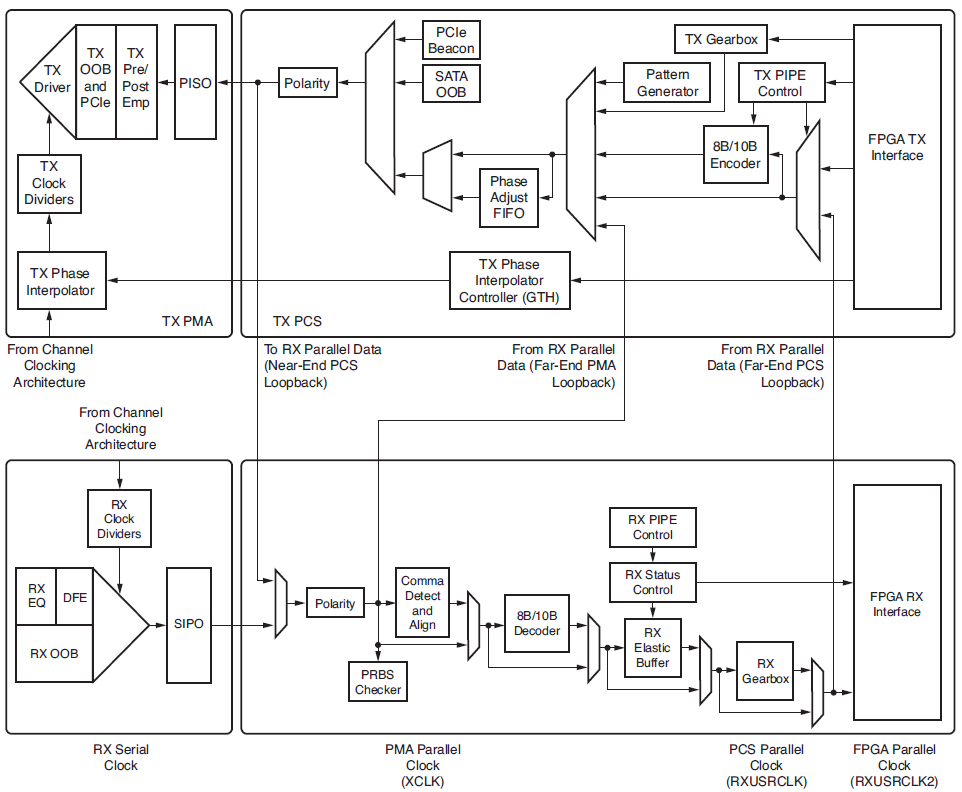 TX
Driver
TX
OOB
and
PCIe
TX
Pre/
Post
Emp
PISO
TX
Clock
Dividers
TX Phase
Interpolator
TX PMA
Polarity
PCIe
Beacon
SATA
OOB
Phase
Adjust
FIFO
TX Gearbox
Pattern
Generator
TX PIPE
Control
8B/10B
Encoder
FPGA TX
Interface
TX Phase
Interpolator
Controller (GTH)
TX PCS
From Channel
Clocking
Architecture
To RX Parallel Data
(Near-End PCS
Loopback)
From RX Parallel
Data (Far-End PMA
Loopback)
From RX Parallel
Data (Far-End PCS
Loopback)
From Channel
Clocking
Architecture
RX
Clock
Dividers
RX
EQ
DFE
RX OOB
SIPO
Polarity
Comma
Detect
and
Align
PRBS
Checker
8B/10B
Decoder
RX PIPE
Control
RX Status
Control
RX
Elastic
Buffer
RX
Gearbox
FPGA RX
Interface
RX Serial
Clock
PMA Parallel
Clock
(XCLK)
PCS Parallel
Clock
(RXUSRCLK)
FPGA Parallel
Clock
(RXUSRCLK2)